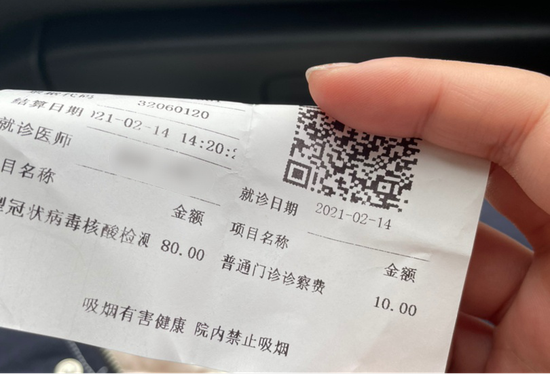 32060120
结算日期 21-02-14 14:20:
就诊医师
就诊日期 2021-02-14
项目名称
项目名称
金额
金额
型冠状病毒核酸检测 80.00
普通门诊诊察费 10.00
吸烟有害健康 院内禁止吸烟